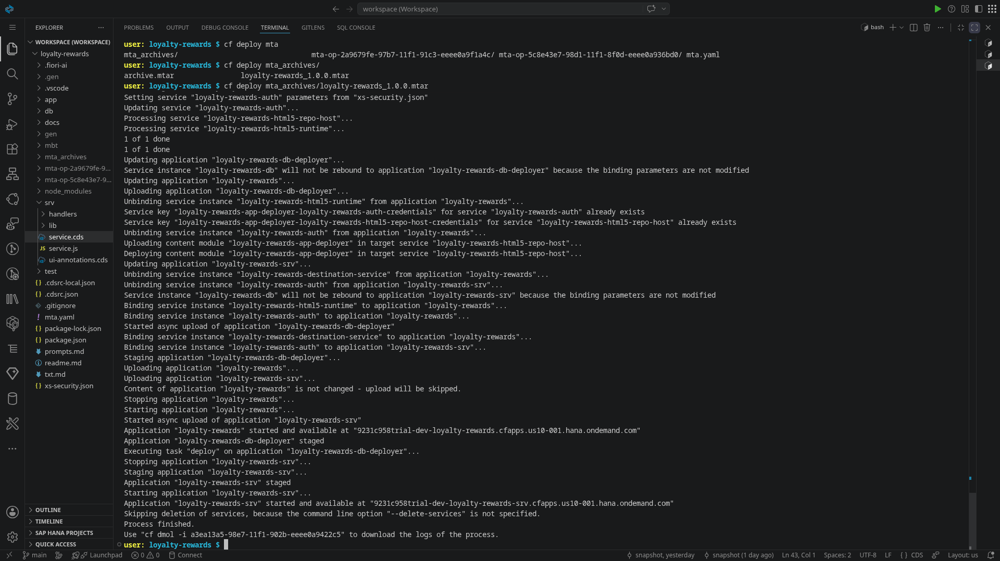 workspace (Workspace)
EXPLORER
WORKSPACE (WORKSPACE)
loyalty-rewards
.fiori-ai
.gen
.vscode
app
db
docs
gen
mbt
mta_archives
mta-op-2a9679fe-9...
mta-op-5c8e43e7-9...
node_modules
srv
handlers
lib
service.cds
JS service.js
ui-annotations.cds
test
{} .cdsrc-local.json
{} .cdsrc.json
.gitignore
! mta.yaml
{} package-lock.json
{} package.json
prompts.md
readme.md
txt.md
{} xs-security.json
OUTLINE
TIMELINE
SAP HANA PROJECTS
QUICK ACCESS
PROBLEMS OUTPUT DEBUG CONSOLE TERMINAL GITLENS SQL CONSOLE
bash
user: loyalty-rewards $ cf deploy mta
mta_archives/ mta-op-2a9679fe-97b7-11f1-91c3-eeee0a9f1a4c/ mta-op-5c8e43e7-98d1-11f1-8f0d-eeee0a936bd0/ mta.yaml
user: loyalty-rewards $ cf deploy mta_archives/
archive.mtar loyalty-rewards_1.0.0.mtar
user: loyalty-rewards $ cf deploy mta_archives/loyalty-rewards_1.0.0.mtar
Setting service "loyalty-rewards-auth" parameters from "xs-security.json"
Updating service "loyalty-rewards-auth"...
Processing service "loyalty-rewards-html5-repo-host"...
Processing service "loyalty-rewards-html5-runtime"...
1 of 1 done
1 of 1 done
Updating application "loyalty-rewards-db-deployer"...
Service instance "loyalty-rewards-db" will not be rebound to application "loyalty-rewards-db-deployer" because the binding parameters are not modified
Updating application "loyalty-rewards"...
Uploading application "loyalty-rewards-db-deployer"...
Unbinding service instance "loyalty-rewards-html5-runtime" from application "loyalty-rewards"...
Service key "loyalty-rewards-app-deployer-loyalty-rewards-auth-credentials" for service "loyalty-rewards-auth" already exists
Service key "loyalty-rewards-app-deployer-loyalty-rewards-html5-repo-host-credentials" for service "loyalty-rewards-html5-repo-host" already exists
Unbinding service instance "loyalty-rewards-auth" from application "loyalty-rewards"...
Uploading content module "loyalty-rewards-app-deployer" in target service "loyalty-rewards-html5-repo-host"...
Deploying content module "loyalty-rewards-app-deployer" in target service "loyalty-rewards-html5-repo-host"...
Updating application "loyalty-rewards-srv"...
Unbinding service instance "loyalty-rewards-destination-service" from application "loyalty-rewards"...
Unbinding service instance "loyalty-rewards-auth" from application "loyalty-rewards-srv"...
Service instance "loyalty-rewards-db" will not be rebound to application "loyalty-rewards-srv" because the binding parameters are not modified
Binding service instance "loyalty-rewards-html5-runtime" to application "loyalty-rewards"...
Binding service instance "loyalty-rewards-auth" to application "loyalty-rewards"...
Started async upload of application "loyalty-rewards-db-deployer"
Binding service instance "loyalty-rewards-destination-service" to application "loyalty-rewards"...
Binding service instance "loyalty-rewards-auth" to application "loyalty-rewards-srv"...
Staging application "loyalty-rewards-db-deployer"...
Uploading application "loyalty-rewards"...
Uploading application "loyalty-rewards-srv"...
Content of application "loyalty-rewards" is not changed - upload will be skipped.
Stopping application "loyalty-rewards"...
Starting application "loyalty-rewards"...
Started async upload of application "loyalty-rewards-srv"
Application "loyalty-rewards" started and available at "9231c958trial-dev-loyalty-rewards.cfapps.us10-001.hana.ondemand.com"
Application "loyalty-rewards-db-deployer" staged
Executing task "deploy" on application "loyalty-rewards-db-deployer"...
Stopping application "loyalty-rewards-srv"...
Staging application "loyalty-rewards-srv"...
Application "loyalty-rewards-srv" staged
Starting application "loyalty-rewards-srv"...
Application "loyalty-rewards-srv" started and available at "9231c958trial-dev-loyalty-rewards-srv.cfapps.us10-001.hana.ondemand.com"
Skipping deletion of services, because the command line option "--delete-services" is not specified.
Process finished.
Use "cf dmol -i a3ea13a5-98e7-11f1-902b-eeee0a9422c5" to download the logs of the process.
user: loyalty-rewards $
main Launchpad 0 0 Connect snapshot, yesterday snapshot (1 day ago) Ln 43, Col 1 Spaces: 2 UTF-8 LF {} CDS Layout: us